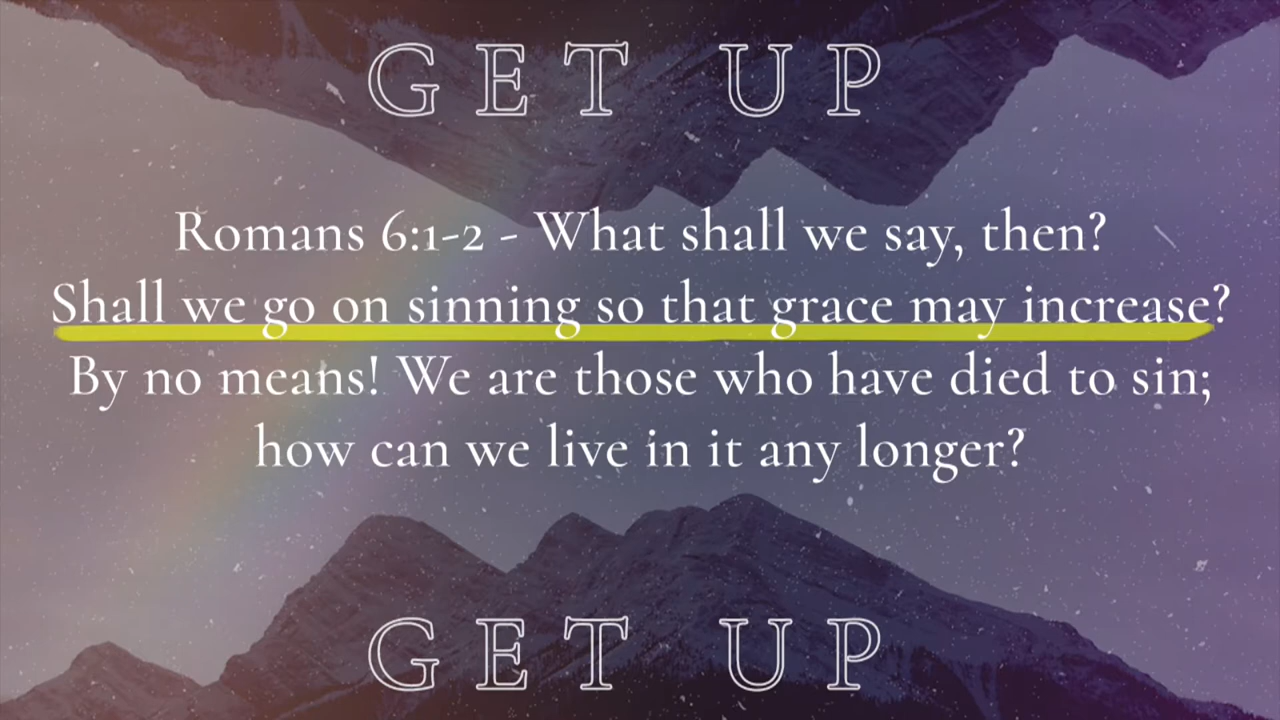 GET UP
Romans 6:1-2 - What shall we say, then?
Shall we go on sinning so that grace may increase?
By no means! We are those who have died to sin;
how can we live in it any longer?
GET UP